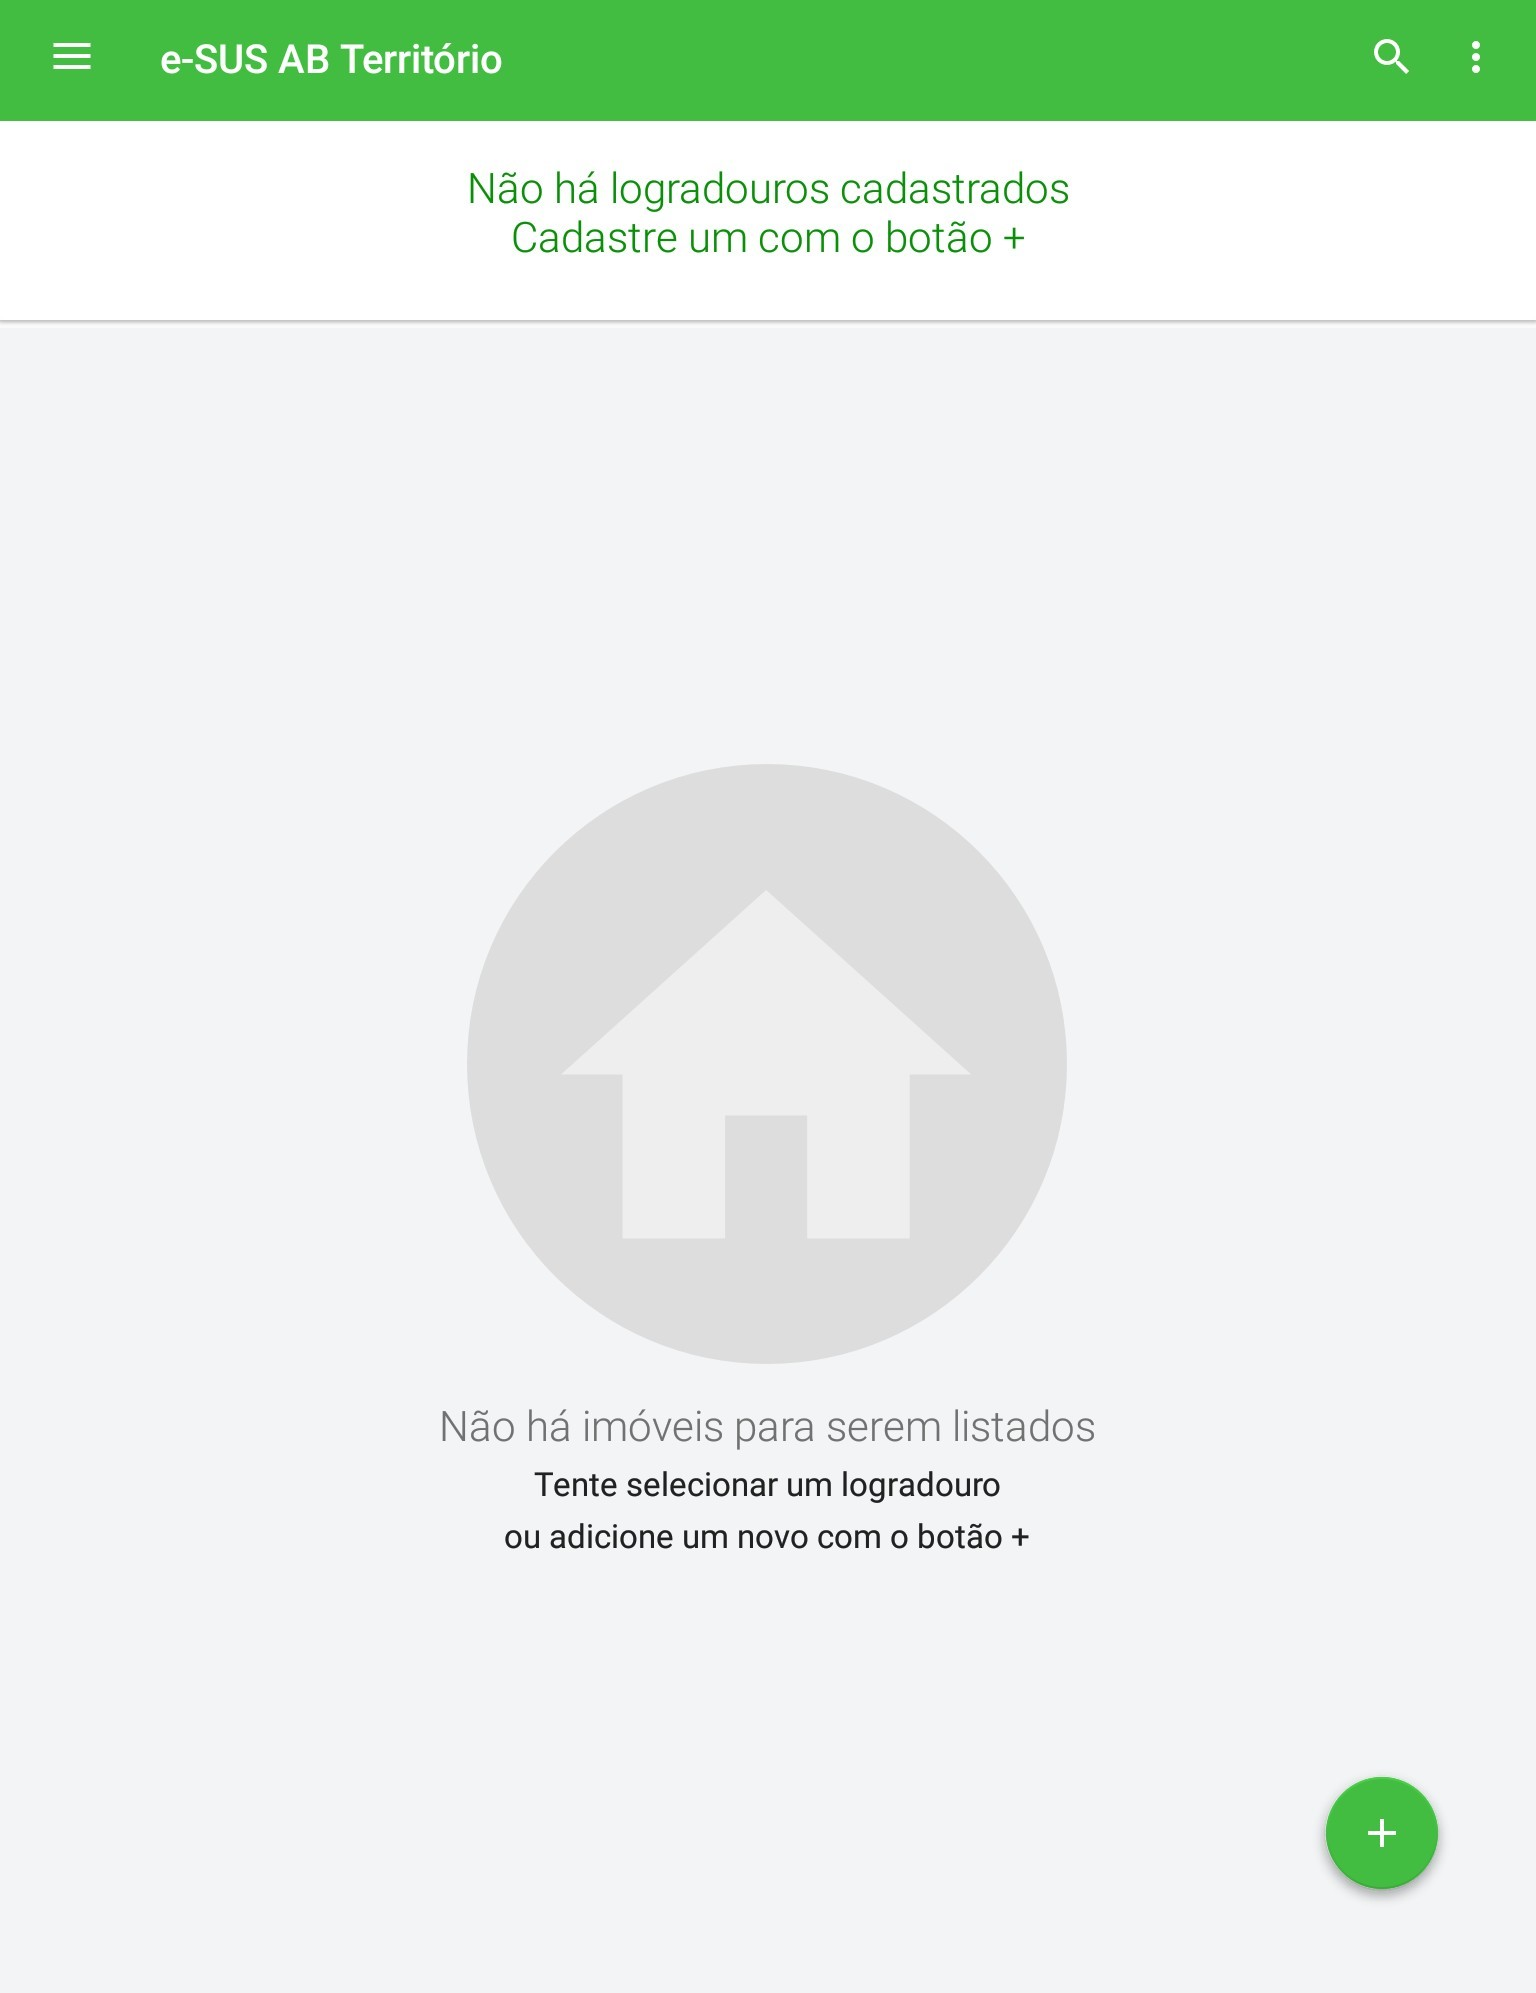 e-SUS AB Território
Não há logradouros cadastrados
Cadastre um com o botão +
Não há imóveis para serem listados
Tente selecionar um logradouro
ou adicione um novo com o botão +
+